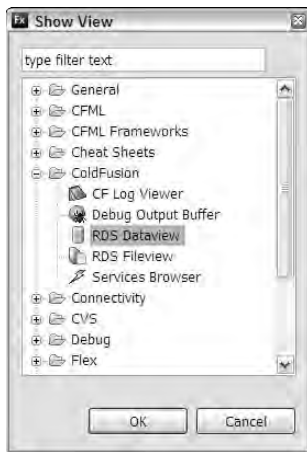 Fx Show View
type filter text
General
CFML
CFML Frameworks
Cheat Sheets
ColdFusion
CF Log Viewer
Debug Output Buffer
RDS Dataview
RDS Fileview
Services Browser
Connectivity
CVS
Debug
Flex
OK Cancel